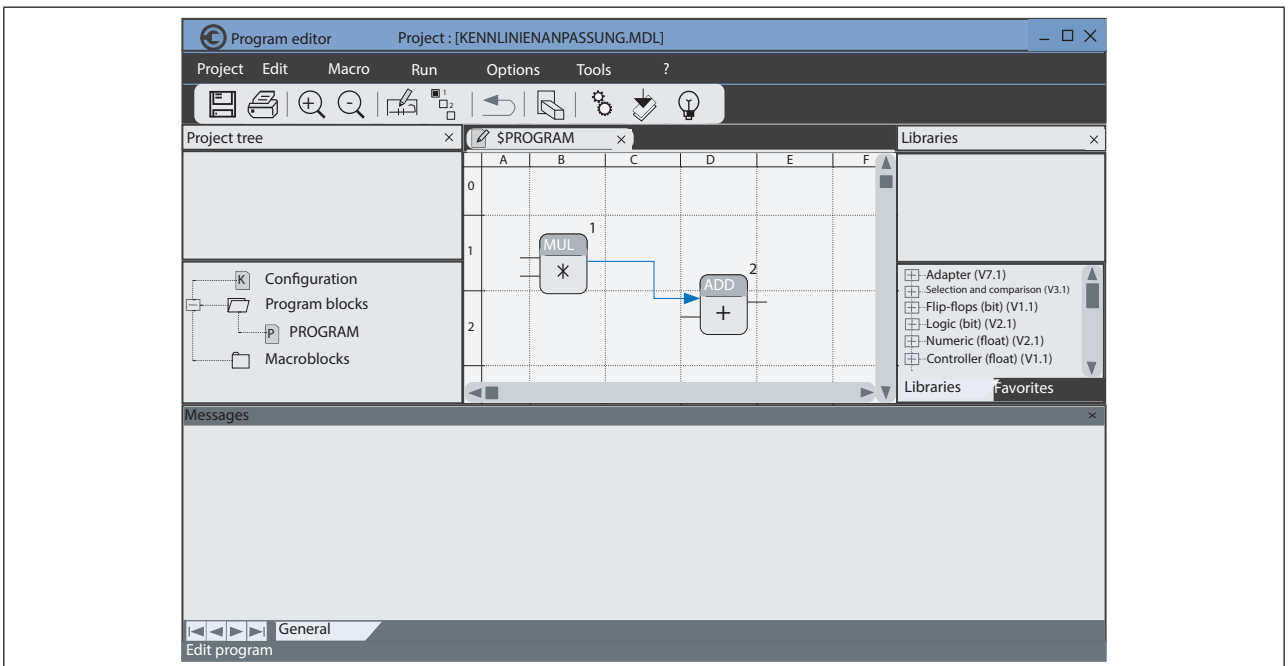 Program editor Project : [KENNLINIENANPASSUNG.MDL]
Project Edit Macro Run Options Tools ?
1
2
Project tree
$PROGRAM
Libraries
A B C D E F
0
1
2
1
MUL
*
2
ADD
+
K Configuration
Program blocks
P PROGRAM
Macroblocks
Adapter (V7.1)
Selection and comparison (V3.1)
Flip-flops (bit) (V1.1)
Logic (bit) (V2.1)
Numeric (float) (V2.1)
Controller (float) (V1.1)
Libraries Favorites
Messages
General
Edit program